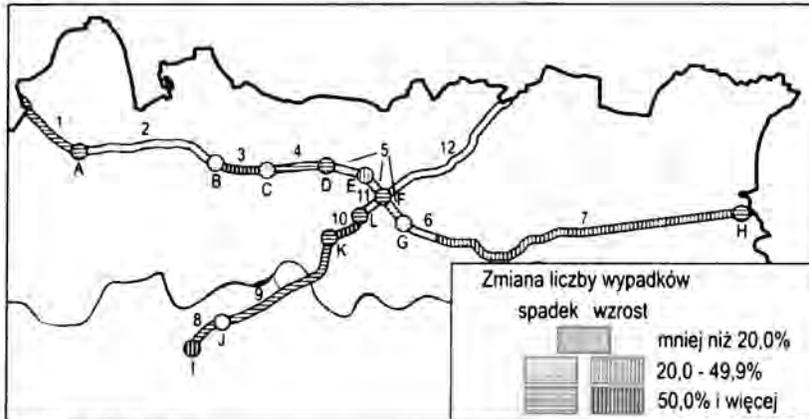 1
2
3
4
5
12
A
B
C
D
E
11
F
10
L
G
6
7
H
K
9
8
J
I
Zmiana liczby wypadków
spadek wzrost
mniej niż 20,0%
20,0 - 49,9%
50,0% i więcej